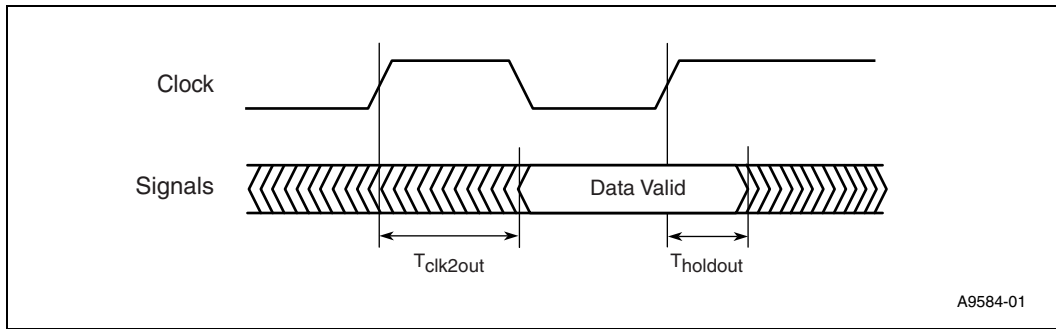 Clock
Signals
Data Valid
Tclk2out
Tholdout
A9584-01